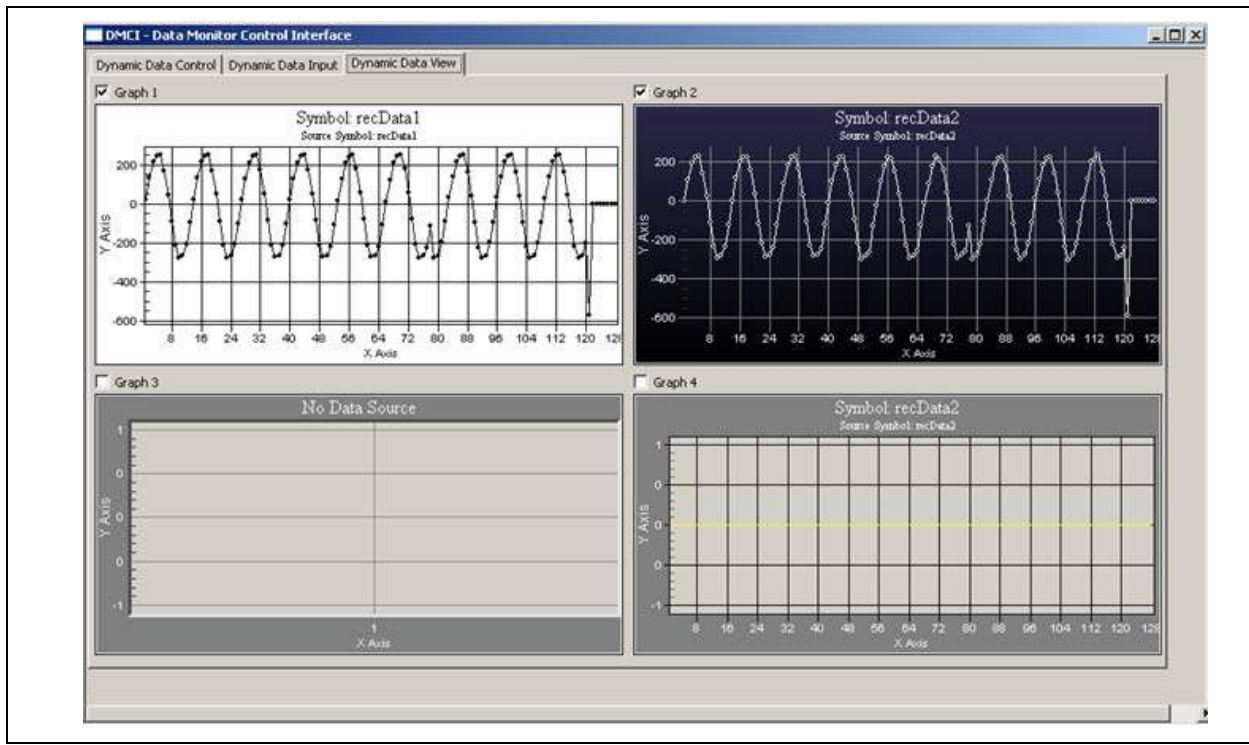 DMCI - Data Monitor Control Interface
Dynamic Data Control Dynamic Data Input Dynamic Data View
Graph 1
Symbol: recData1
Source Symbol: recData1
200
0
-200
-400
-600
Y Axis
8 16 24 32 40 48 56 64 72 80 88 96 104 112 120 128
X Axis
Graph 2
Symbol: recData2
Source Symbol: recData2
200
0
-200
-400
-600
Y Axis
8 16 24 32 40 48 56 64 72 80 88 96 104 112 120 128
X Axis
Graph 3
No Data Source
1
0
0
0
-1
Y Axis
1
X Axis
Graph 4
Symbol: recData2
Source Symbol: recData2
1
0
0
0
-1
Y Axis
8 16 24 32 40 48 56 64 72 80 88 96 104 112 120 128
X Axis